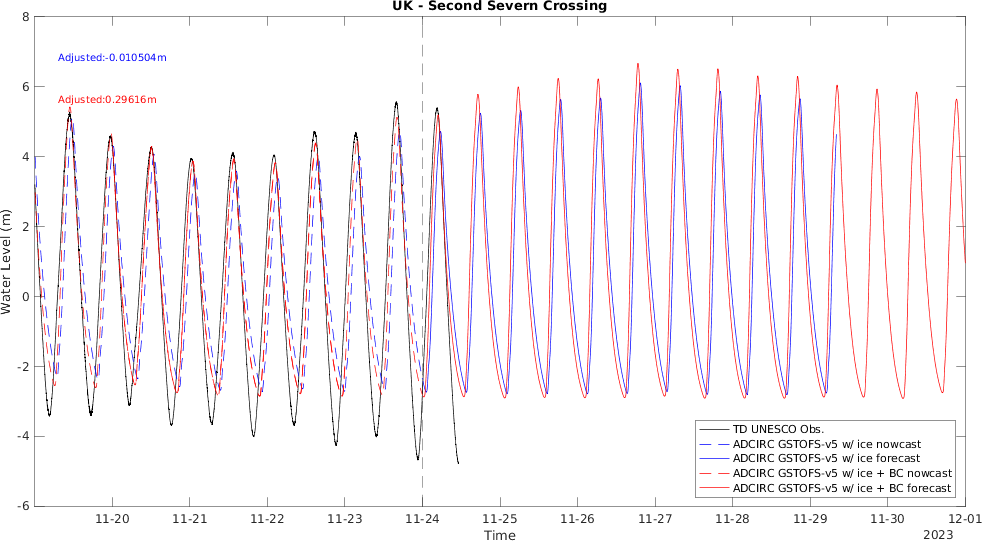 UK - Second Severn Crossing
8
6
4
2
0
-2
-4
-6
Water Level (m)
Adjusted:-0.010504m
Adjusted:0.29616m
TD UNESCO Obs.
ADCIRC GSTOFS-v5 w/ ice nowcast
ADCIRC GSTOFS-v5 w/ ice forecast
ADCIRC GSTOFS-v5 w/ ice + BC nowcast
ADCIRC GSTOFS-v5 w/ ice + BC forecast
11-20 11-21 11-22 11-23 11-24 11-25 11-26 11-27 11-28 11-29 11-30 12-01
Time
2023